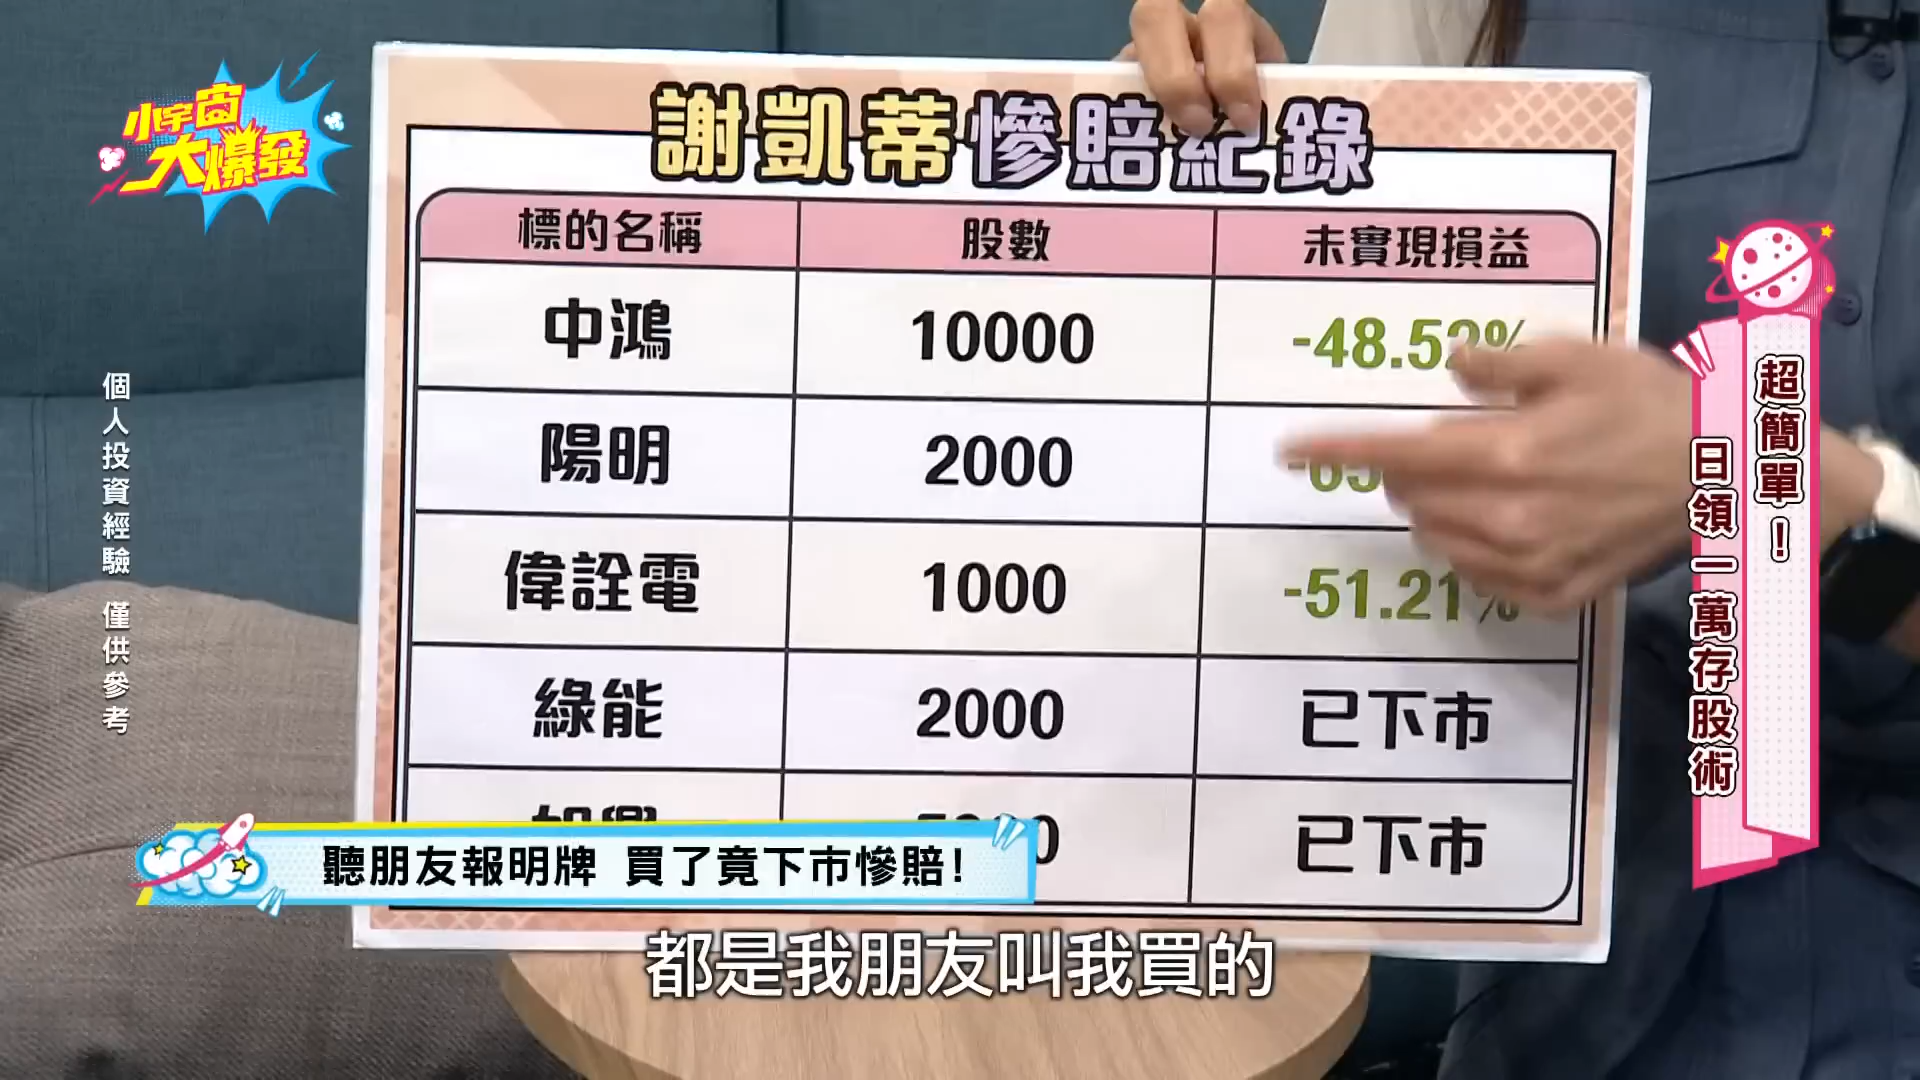 小宇宙
大爆發
謝凱蒂慘賠紀錄
標的名稱 股數 未實現損益
中鴻 10000 -48.52%
陽明 2000
偉詮電 1000 -51.21%
綠能 2000 已下市
已下市
個人投資經驗 僅供參考
超簡單！
日領一萬存股術
聽朋友報明牌 買了竟下市慘賠！
都是我朋友叫我買的